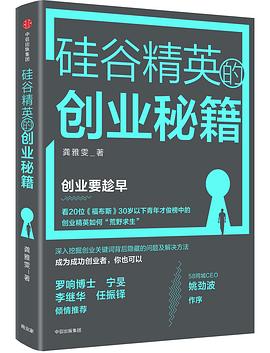 中信出版集团
硅谷精英的
创业秘籍
龚雅雯 著
创业要趁早
看20位《福布斯》30岁以下青年才俊榜中的
创业精英如何“荒野求生”
深入挖掘创业关键词背后隐藏的问题及解决方法
成为成功创业者,你也可以
罗响博士 宁旻
李继华 任振铎
倾情推荐
58同城CEO
姚劲波
作序
硅谷精英的创业秘籍
龚雅雯 著
中信出版集团